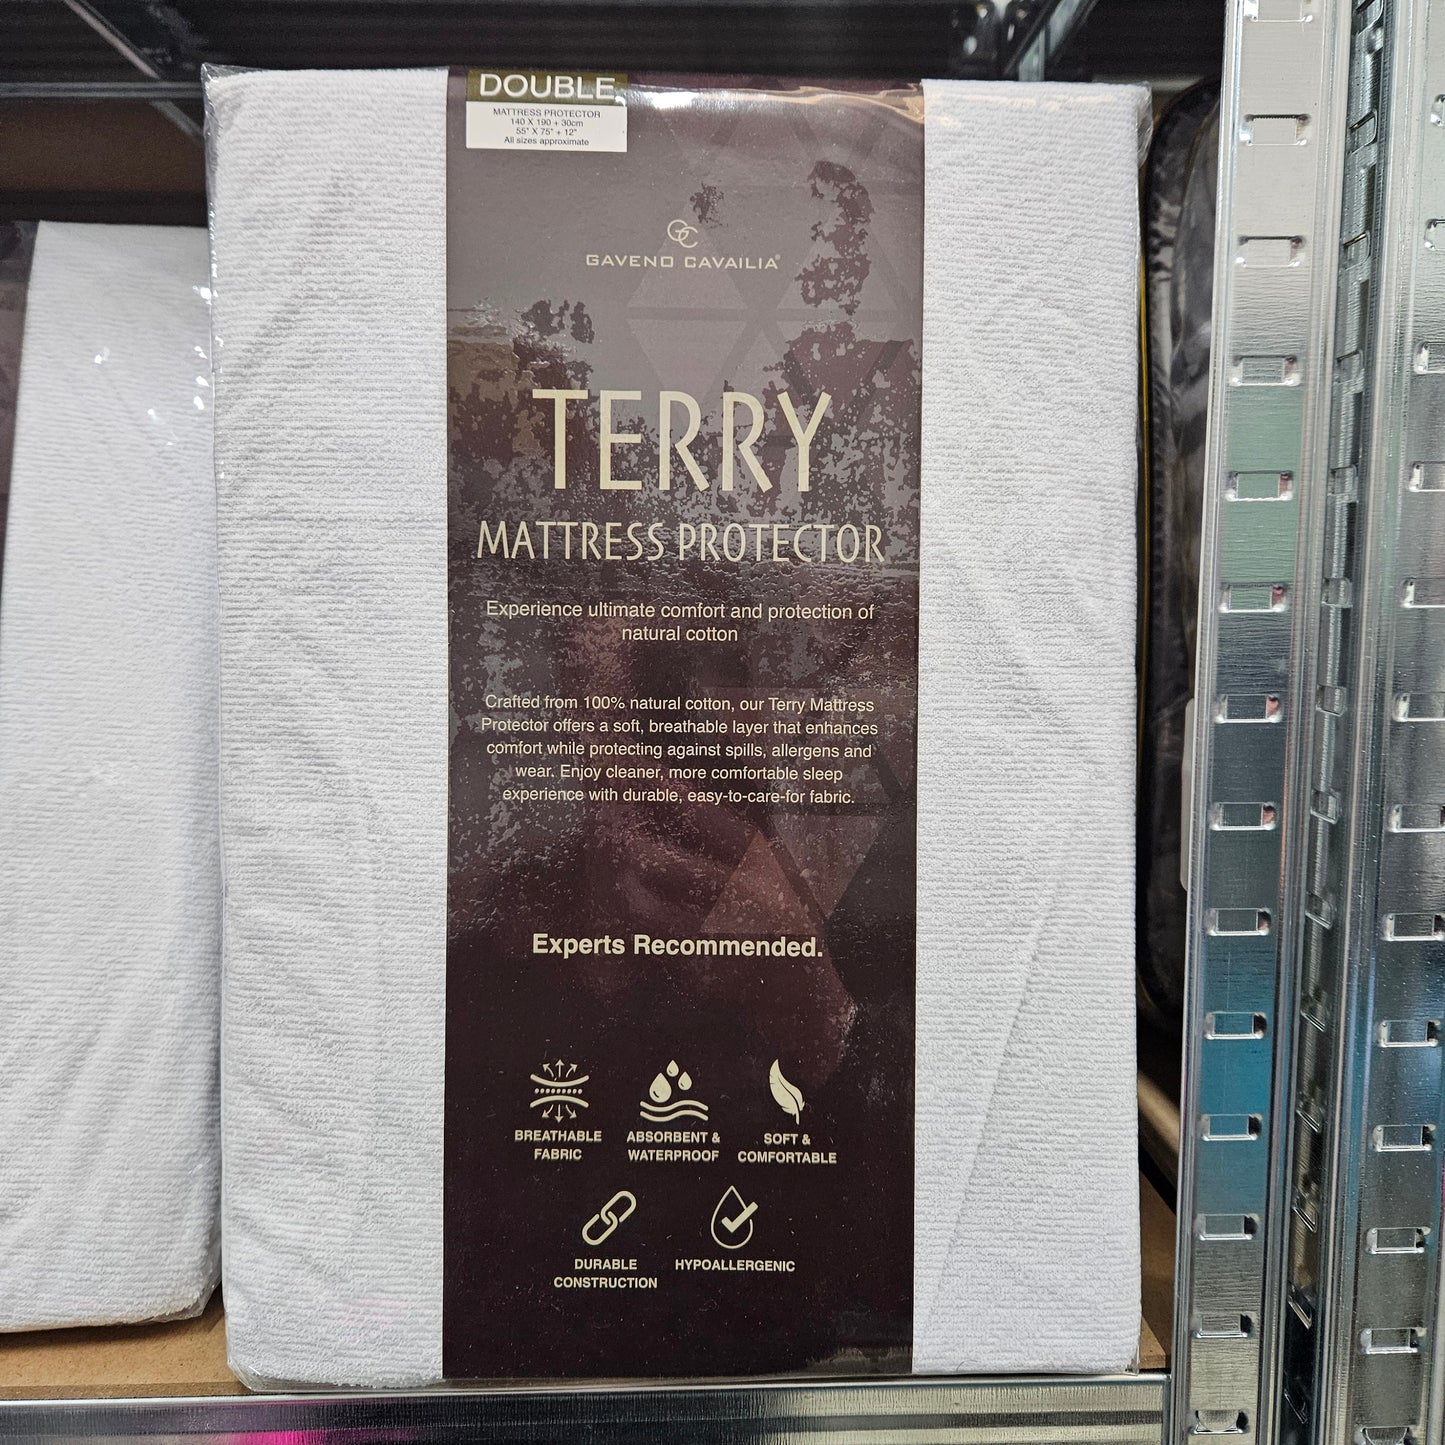 DOUBLE
MATTRESS PROTECTOR
140 X 190 + 30cm
55" X 75" + 12"
All sizes approximate
GC
GAVENO CAVAILIA®
TERRY
MATTRESS PROTECTOR
Experience ultimate comfort and protection of
natural cotton
Crafted from 100% natural cotton, our Terry Mattress
Protector offers a soft, breathable layer that enhances
comfort while protecting against spills, allergens and
wear. Enjoy cleaner, more comfortable sleep
experience with durable, easy-to-care-for fabric.
Experts Recommended.
BREATHABLE
FABRIC
ABSORBENT &
WATERPROOF
SOFT &
COMFORTABLE
DURABLE
CONSTRUCTION
HYPOALLERGENIC